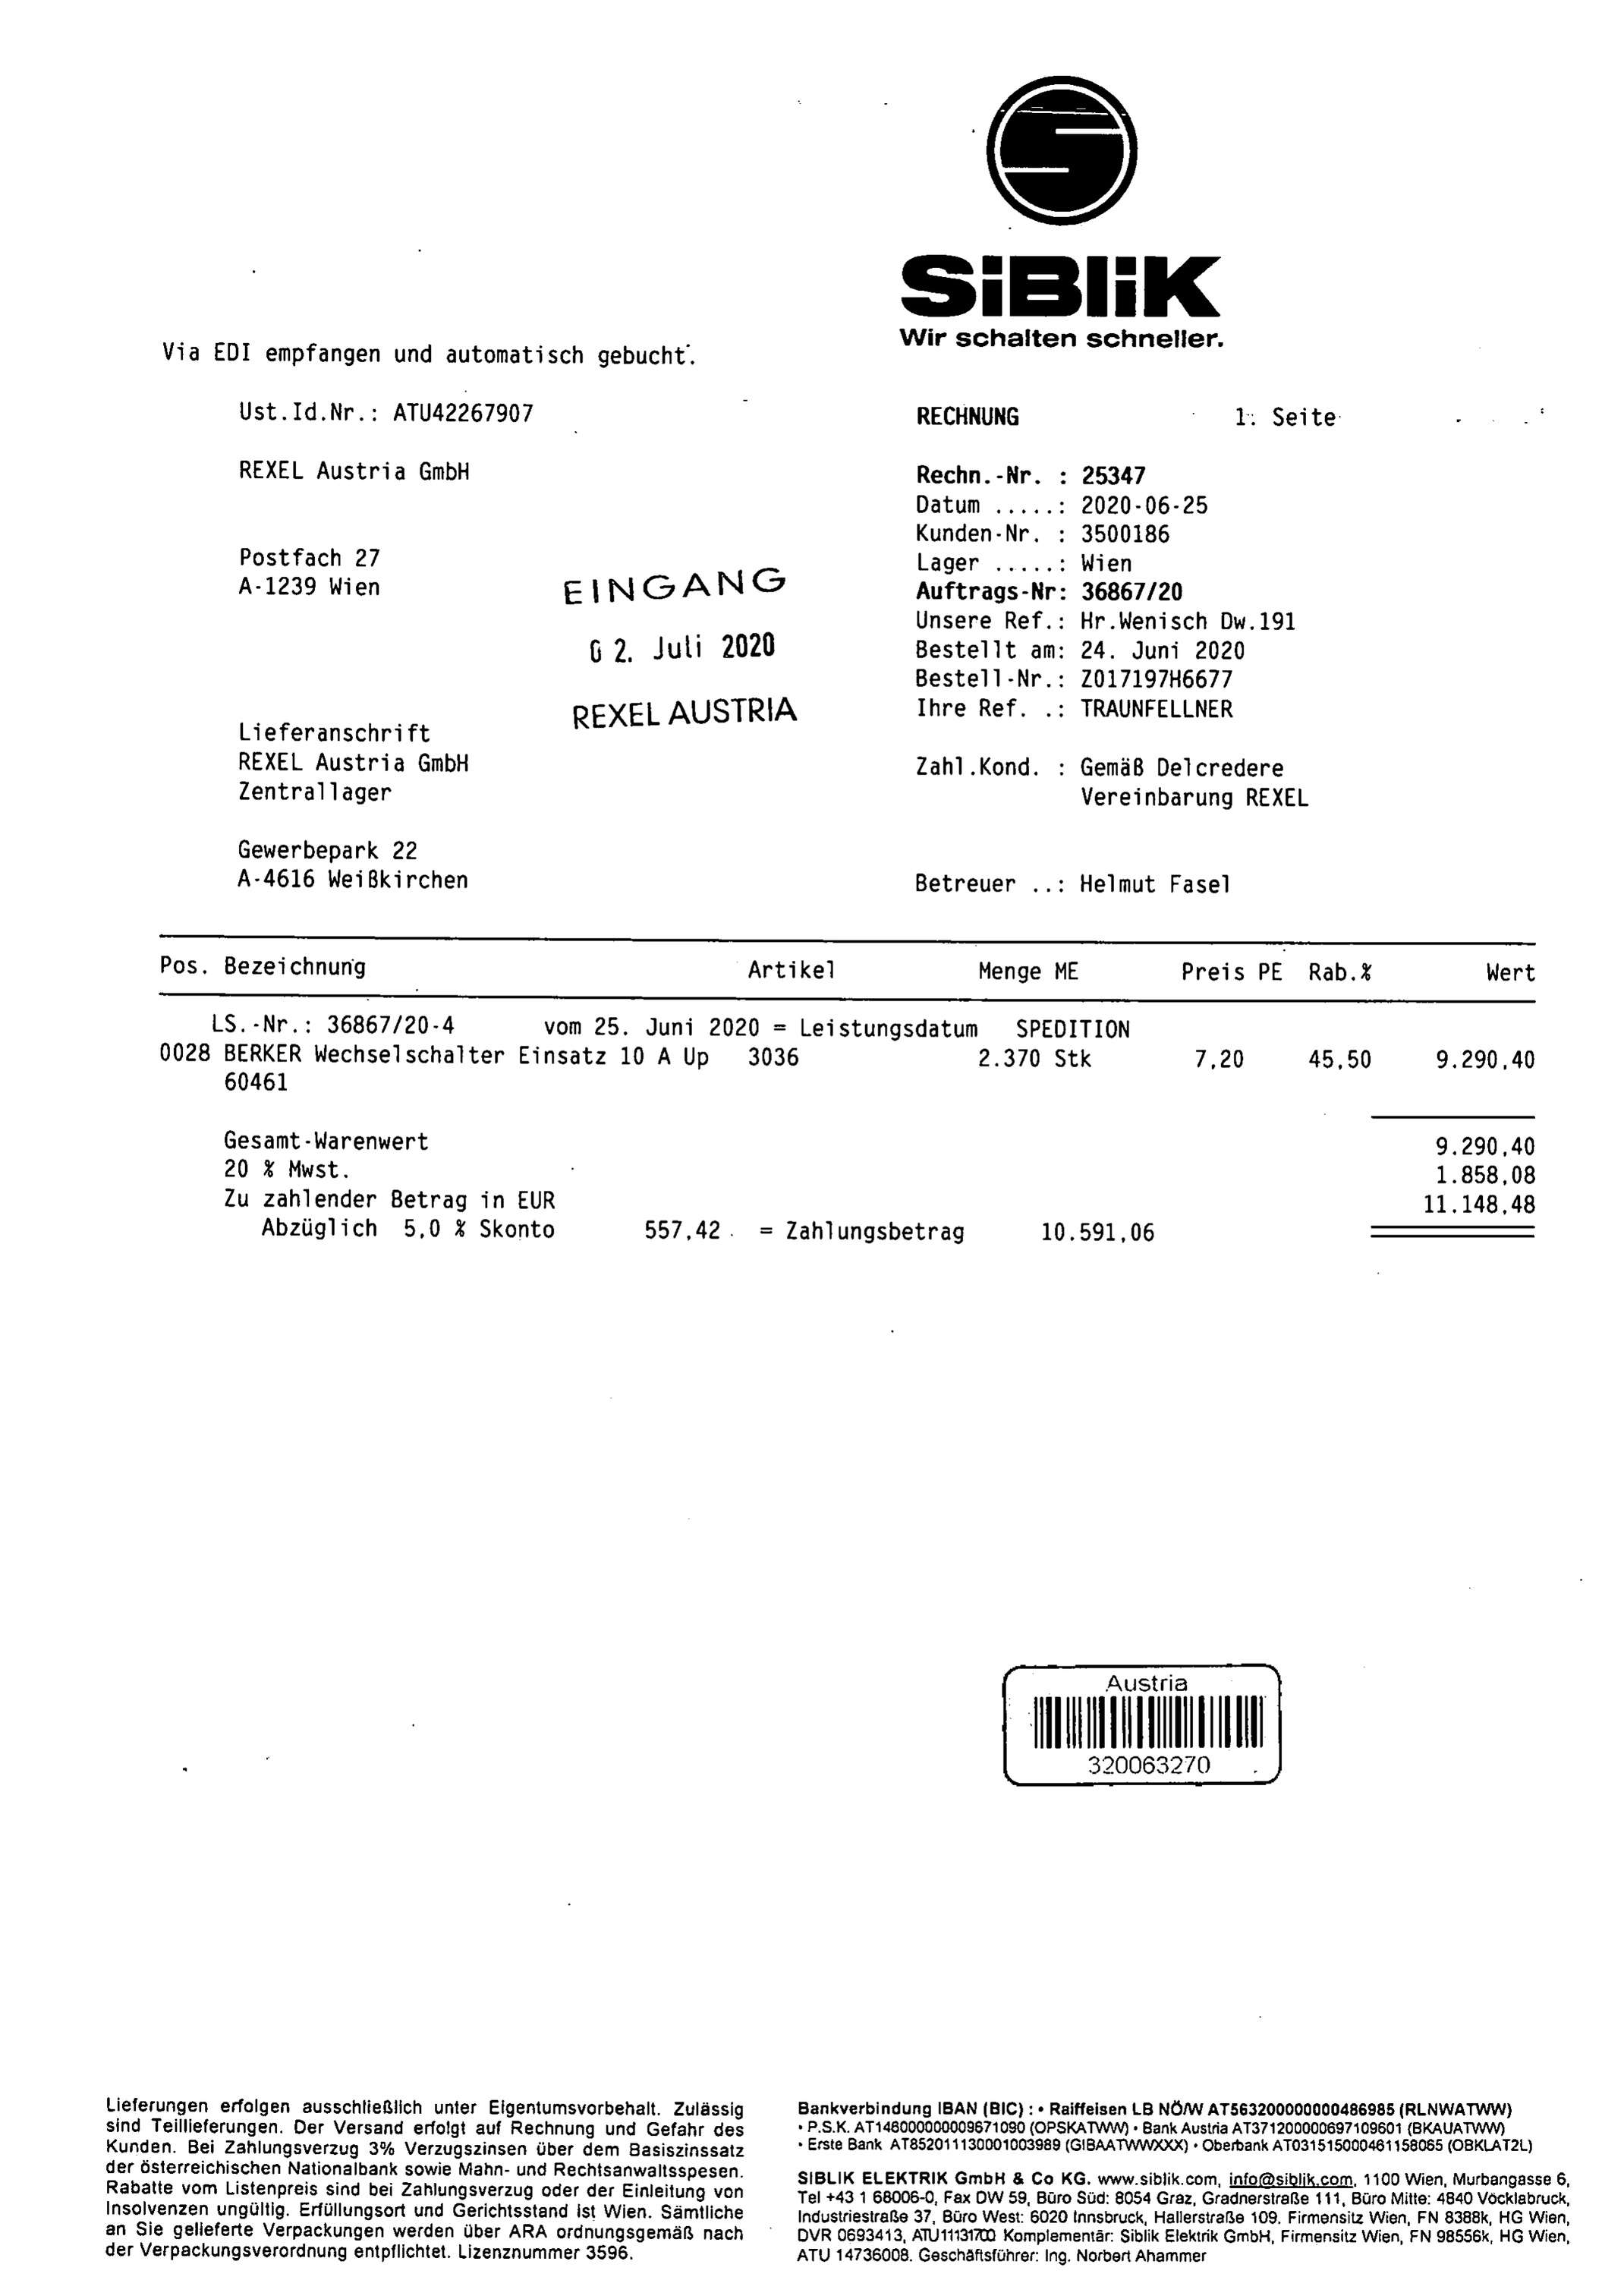 SiBliK
Wir schalten schneller.
Via EDI empfangen und automatisch gebucht.
Ust.Id.Nr.: ATU42267907
RECHNUNG 1. Seite
REXEL Austria GmbH
Rechn.-Nr. : 25347
Datum .....: 2020-06-25
Kunden-Nr. : 3500186
Postfach 27
A-1239 Wien
Lager .....: Wien
Auftrags-Nr: 36867/20
Unsere Ref.: Hr.Wenisch Dw.191
Bestellt am: 24. Juni 2020
Bestell-Nr.: Z017197H6677
Ihre Ref. .: TRAUNFELLNER
EINGANG
02. Juli 2020
REXEL AUSTRIA
Lieferanschrift
REXEL Austria GmbH
Zentrallager
Zahl.Kond. : Gemäß Delcredere
Vereinbarung REXEL
Gewerbepark 22
A-4616 Weißkirchen
Betreuer ..: Helmut Fasel
Pos. Bezeichnung Artikel Menge ME Preis PE Rab.% Wert
LS.-Nr.: 36867/20-4 vom 25. Juni 2020 = Leistungsdatum SPEDITION
0028 BERKER Wechselschalter Einsatz 10 A Up 3036 2.370 Stk 7,20 45,50 9.290,40
60461
Gesamt-Warenwert 9.290,40
20 % Mwst. 1.858,08
Zu zahlender Betrag in EUR 11.148,48
Abzüglich 5,0 % Skonto 557,42 = Zahlungsbetrag 10.591,06
Austria
320063270
Lieferungen erfolgen ausschließlich unter Eigentumsvorbehalt. Zulässig
sind Teillieferungen. Der Versand erfolgt auf Rechnung und Gefahr des
Kunden. Bei Zahlungsverzug 3% Verzugszinsen über dem Basiszinssatz
der österreichischen Nationalbank sowie Mahn- und Rechtsanwaltsspesen.
Rabatte vom Listenpreis sind bei Zahlungsverzug oder der Einleitung von
Insolvenzen ungültig. Erfüllungsort und Gerichtsstand ist Wien. Sämtliche
an Sie gelieferte Verpackungen werden über ARA ordnungsgemäß nach
der Verpackungsverordnung entpflichtet. Lizenznummer 3596.
Bankverbindung IBAN (BIC) : • Raiffeisen LB NÖ/W AT563200000000486985 (RLNWATWW)
• P.S.K. AT146000000009671090 (OPSKATWW) • Bank Austria AT371200000697109601 (BKAUATWW)
• Erste Bank AT852011130001003989 (GIBAATWWXXX) • Oberbank AT031515000461158065 (OBKLAT2L)
SIBLIK ELEKTRIK GmbH & Co KG. www.siblik.com, info@siblik.com, 1100 Wien, Murbangasse 6,
Tel +43 1 68006-0, Fax DW 59, Büro Süd: 8054 Graz, Gradnerstraße 111, Büro Mitte: 4840 Vöcklabruck,
Industriestraße 37, Büro West: 6020 Innsbruck, Hallerstraße 109. Firmensitz Wien, FN 8388k, HG Wien,
DVR 0693413, ATU11131700 Komplementär: Siblik Elektrik GmbH, Firmensitz Wien, FN 98556k, HG Wien,
ATU 14736008. Geschäftsführer: Ing. Norbert Ahammer